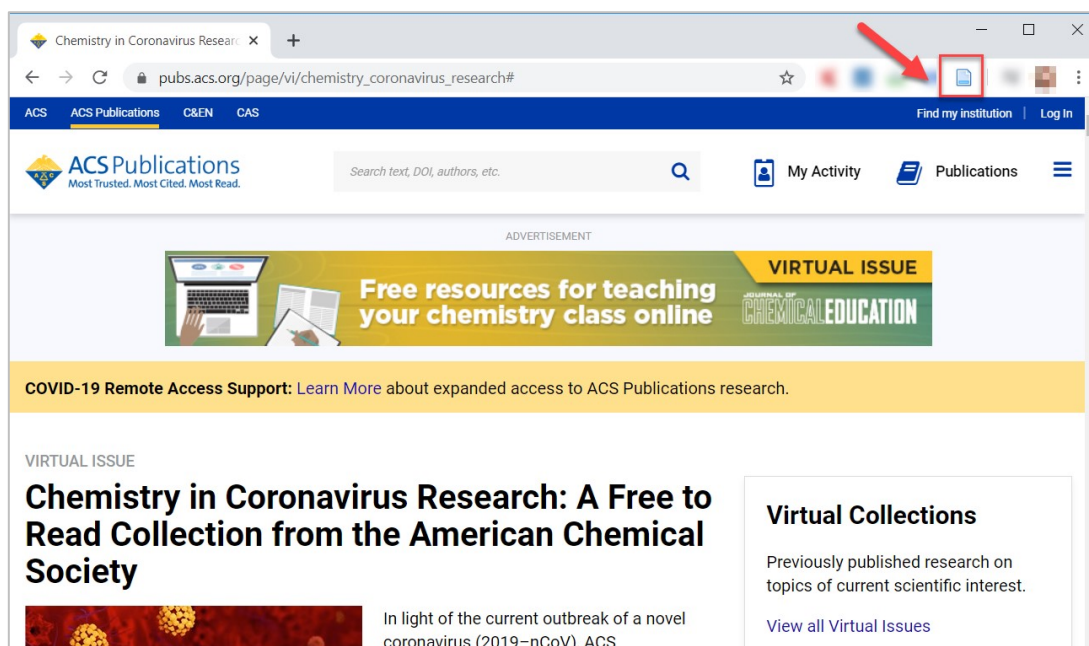 Chemistry in Coronavirus Researc
pubs.acs.org/page/vi/chemistry_coronavirus_research#
ACS ACS Publications C&EN CAS Find my institution | Log In
ACS Publications
Most Trusted. Most Cited. Most Read.
Search text, DOI, authors, etc.
My Activity
Publications
ADVERTISEMENT
Free resources for teaching
your chemistry class online
VIRTUAL ISSUE
JOURNAL OF
CHEMICALEDUCATION
COVID-19 Remote Access Support: Learn More about expanded access to ACS Publications research.
VIRTUAL ISSUE
Chemistry in Coronavirus Research: A Free to
Read Collection from the American Chemical
Society
In light of the current outbreak of a novel
coronavirus (2019–nCoV), ACS
Virtual Collections
Previously published research on
topics of current scientific interest.
View all Virtual Issues